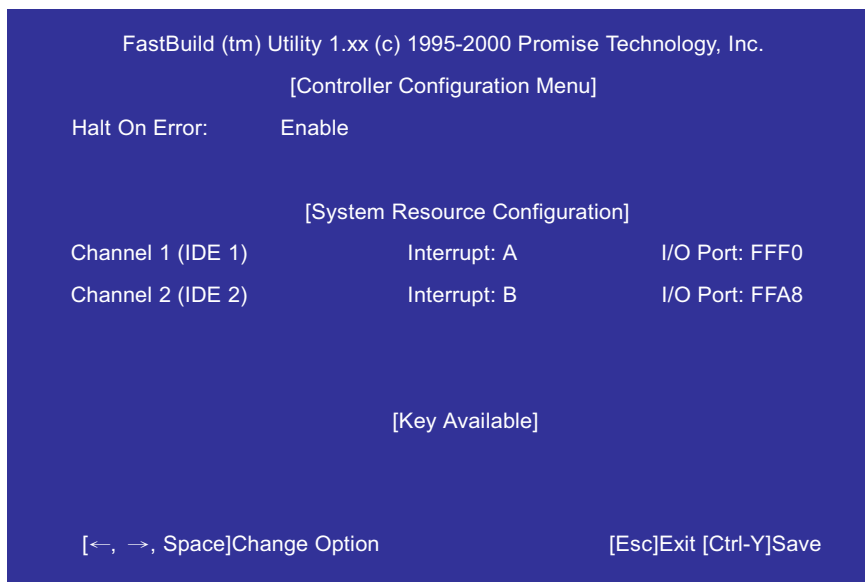 FastBuild (tm) Utility 1.xx (c) 1995-2000 Promise Technology, Inc.
[Controller Configuration Menu]
Halt On Error: Enable
[System Resource Configuration]
Channel 1 (IDE 1) Interrupt: A I/O Port: FFF0
Channel 2 (IDE 2) Interrupt: B I/O Port: FFA8
[Key Available]
[←, →, Space]Change Option [Esc]Exit [Ctrl-Y]Save